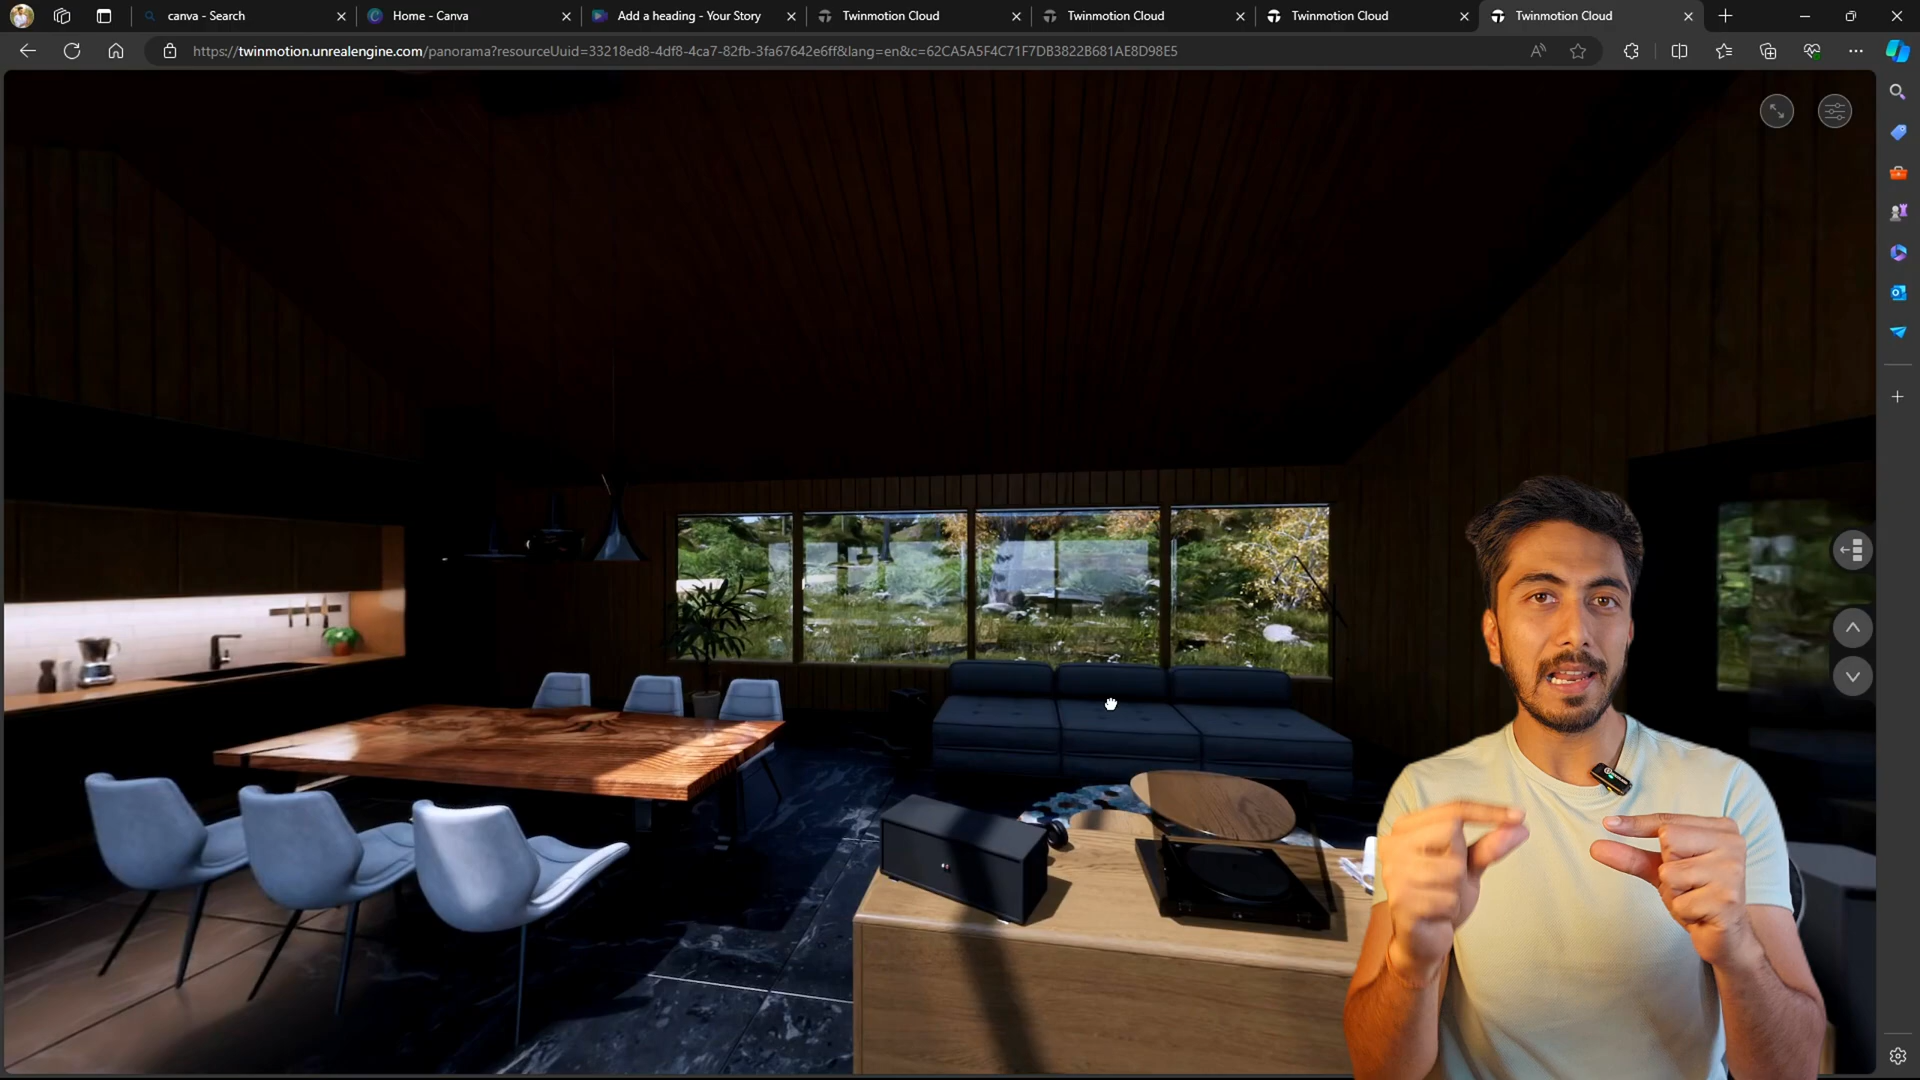 canva - Search
Home - Canva
Add a heading - Your Story
Twinmotion Cloud
Twinmotion Cloud
Twinmotion Cloud
Twinmotion Cloud
https://twinmotion.unrealengine.com/panorama?resourceUuid=33218ed8-4df8-4ca7-82fb-3fa67642e6ff&lang=en&c=62CA5A5F4C71F7DB3822B681AE8D98E5